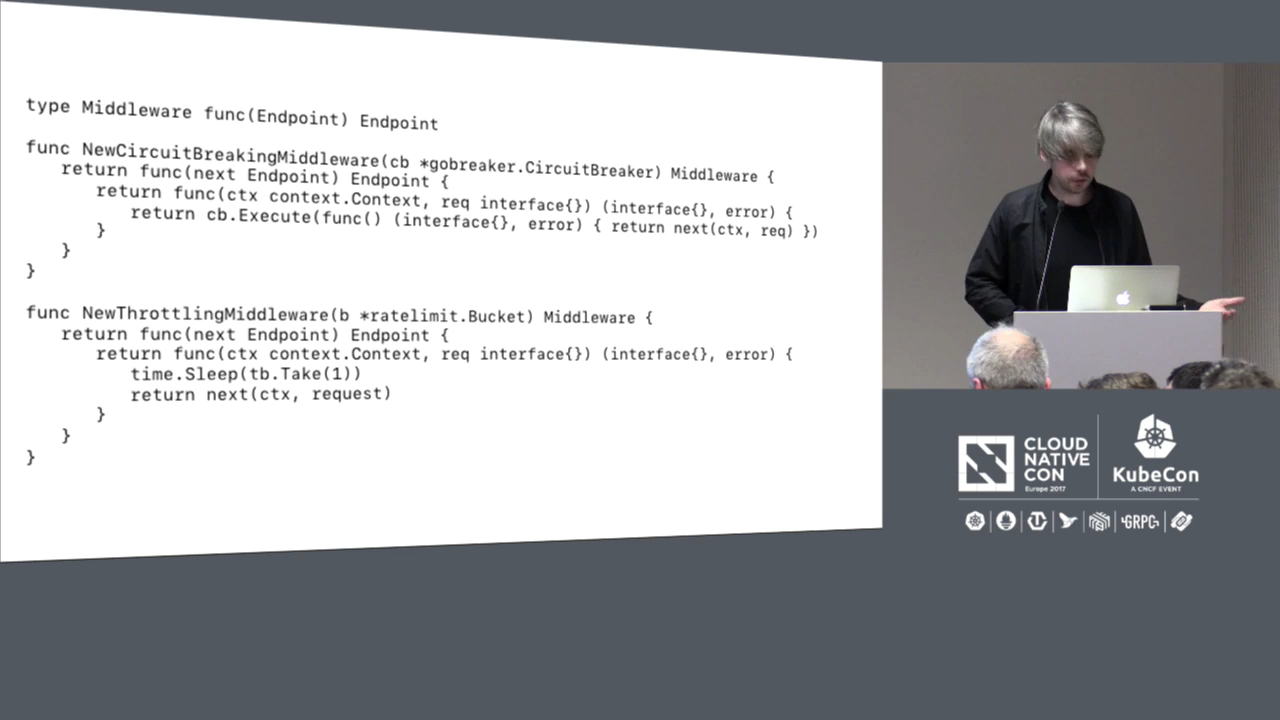 type Middleware func(Endpoint) Endpoint
func NewCircuitBreakingMiddleware(cb *gobreaker.CircuitBreaker) Middleware {
return func(next Endpoint) Endpoint {
return func(ctx context.Context, req interface{}) (interface{}, error) {
return cb.Execute(func() (interface{}, error) { return next(ctx, req) })
}
}
}
func NewThrottlingMiddleware(b *ratelimit.Bucket) Middleware {
return func(next Endpoint) Endpoint {
return func(ctx context.Context, req interface{}) (interface{}, error) {
time.Sleep(tb.Take(1))
return next(ctx, request)
}
}
}
CLOUD
NATIVE
CON
Europe 2017
KubeCon
A CNCF EVENT
GRPC